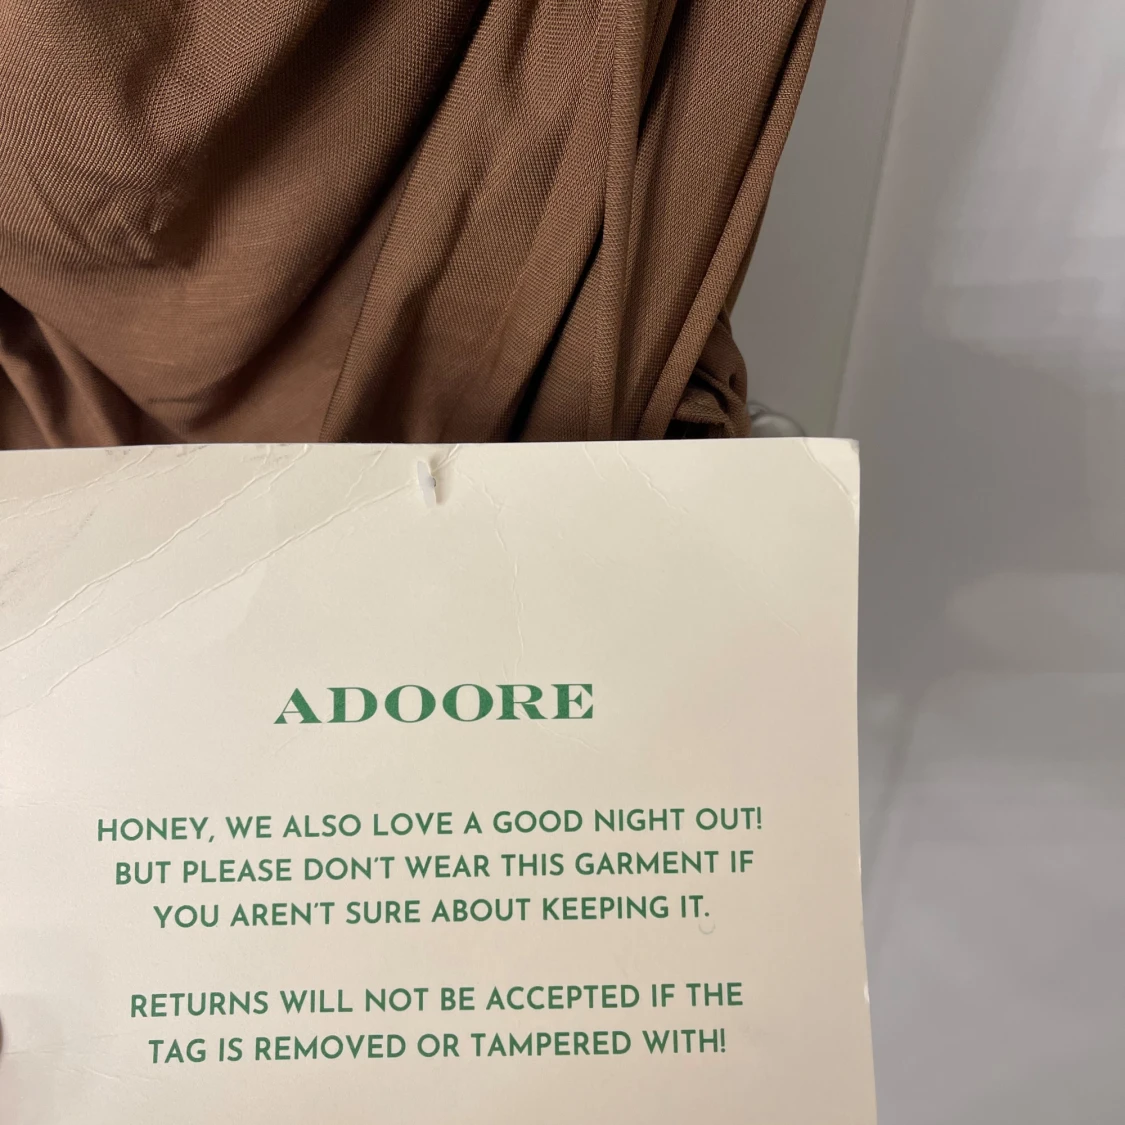 ADOORE
HONEY, WE ALSO LOVE A GOOD NIGHT OUT!
BUT PLEASE DON'T WEAR THIS GARMENT IF
YOU AREN'T SURE ABOUT KEEPING IT.
RETURNS WILL NOT BE ACCEPTED IF THE
TAG IS REMOVED OR TAMPERED WITH!